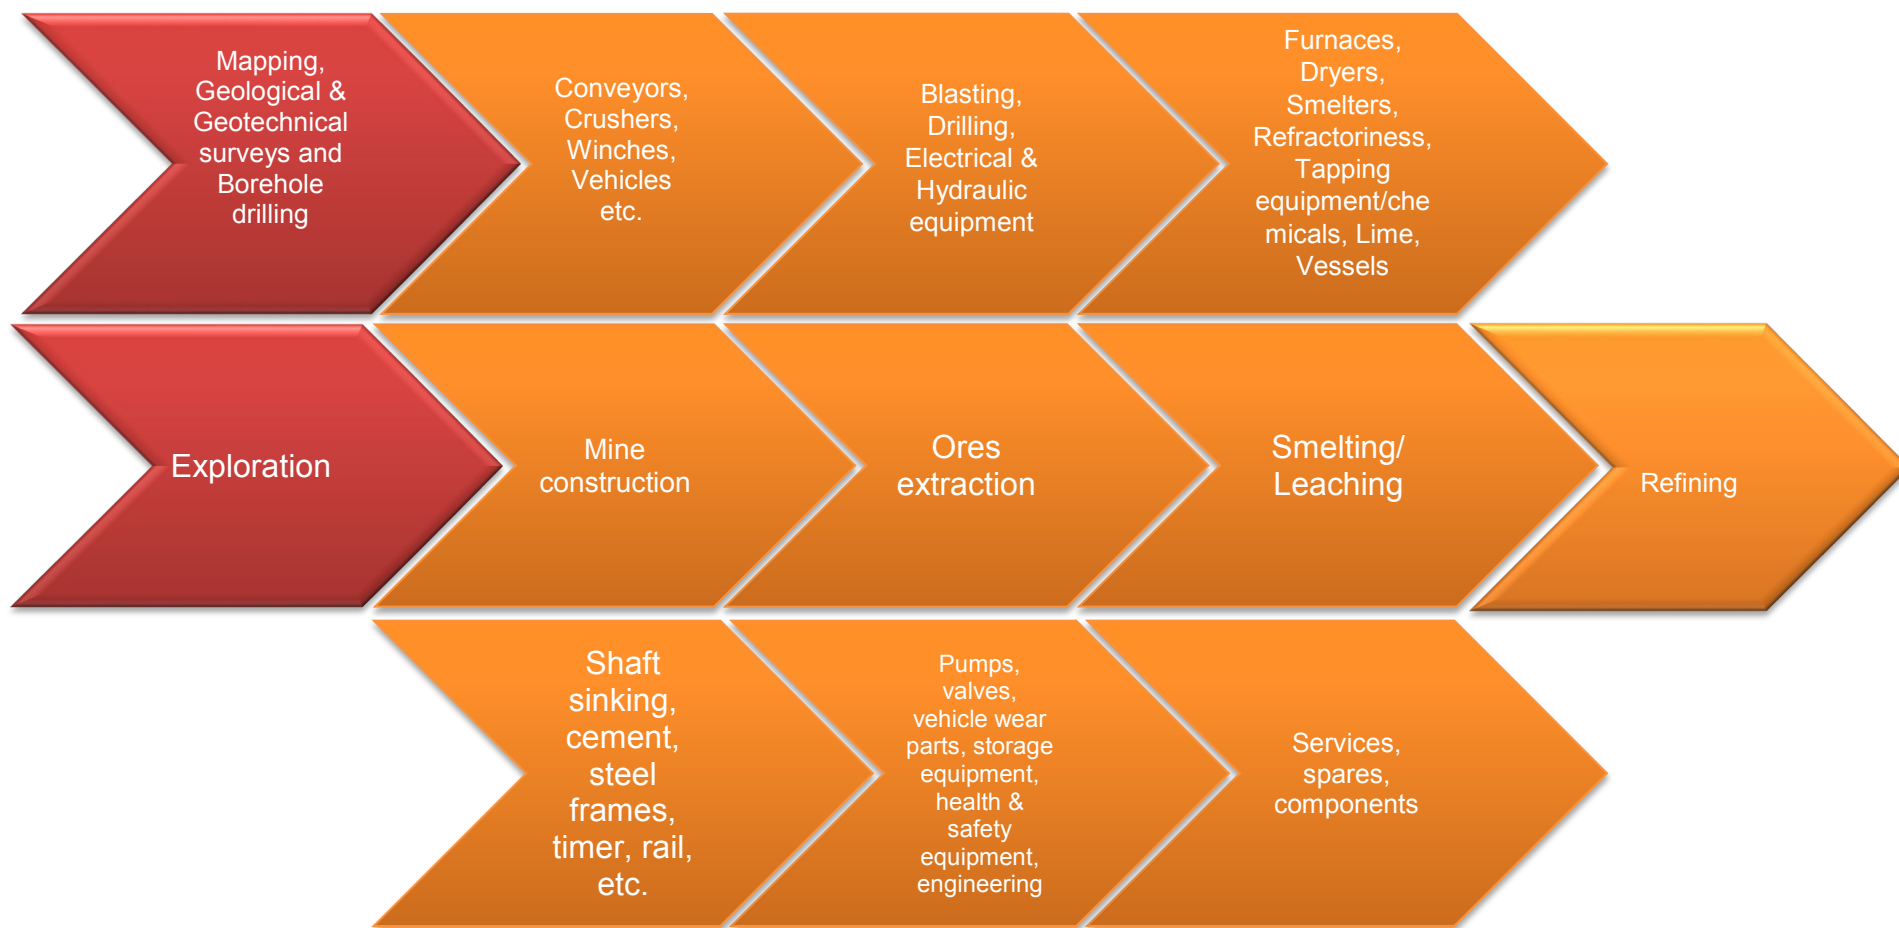 Mapping,
Geological &
Geotechnical
surveys and
Borehole
drilling
Conveyors,
Crushers,
Winches,
Vehicles
etc.
Blasting,
Drilling,
Electrical &
Hydraulic
equipment
Furnaces,
Dryers,
Smelters,
Refractoriness,
Tapping
equipment/che
micals, Lime,
Vessels
Exploration
Mine
construction
Ores
extraction
Smelting/
Leaching
Refining
Shaft
sinking,
cement,
steel
frames,
timer, rail,
etc.
Pumps,
valves,
vehicle wear
parts, storage
equipment,
health &
safety
equipment,
engineering
Services,
spares,
components